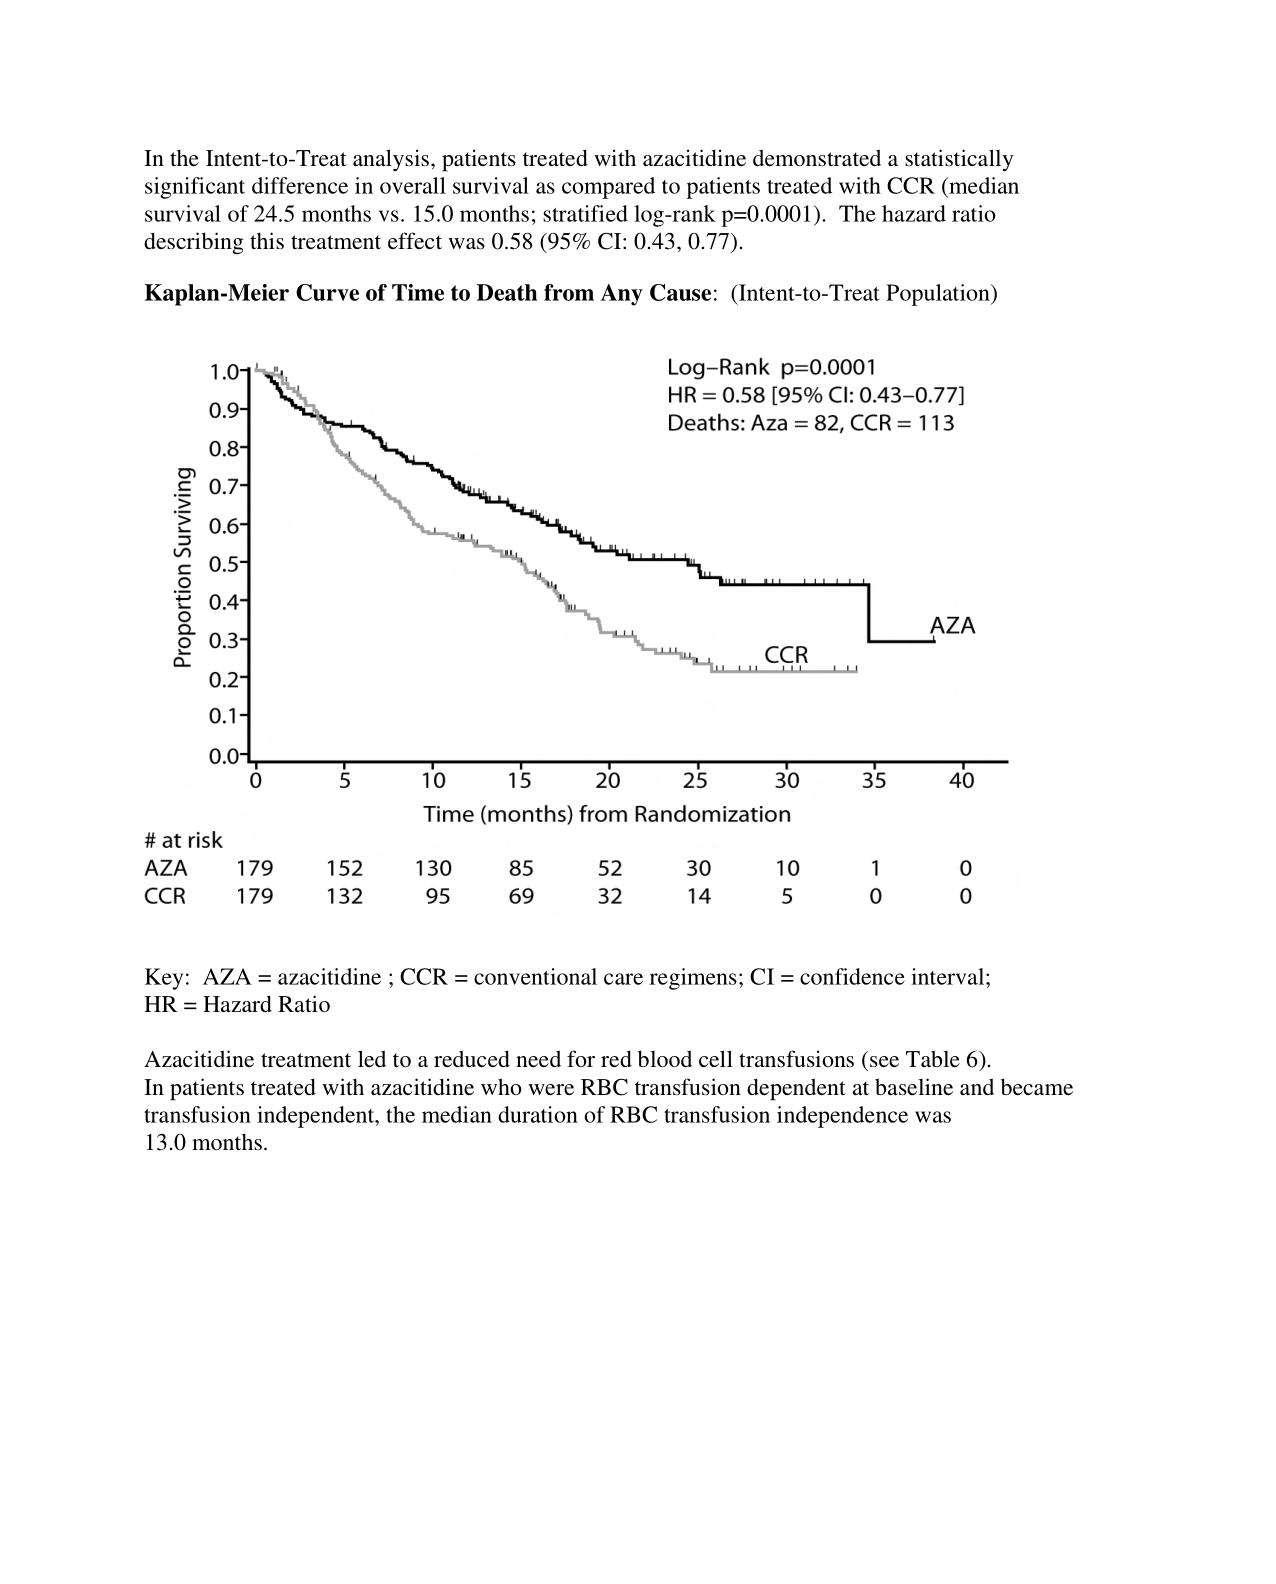 In the Intent-to-Treat analysis, patients treated with azacitidine demonstrated a statistically
significant difference in overall survival as compared to patients treated with CCR (median
survival of 24.5 months vs. 15.0 months; stratified log-rank p=0.0001).  The hazard ratio
describing this treatment effect was 0.58 (95% CI: 0.43, 0.77).
Kaplan-Meier Curve of Time to Death from Any Cause:  (Intent-to-Treat Population)
Log–Rank p=0.0001
HR = 0.58 [95% CI: 0.43–0.77]
Deaths: Aza = 82, CCR = 113
Proportion Surviving
1.0
0.9
0.8
0.7
0.6
0.5
0.4
0.3
0.2
0.1
0.0
AZA
CCR
0 5 10 15 20 25 30 35 40
Time (months) from Randomization
# at risk
AZA 179 152 130 85 52 30 10 1 0
CCR 179 132 95 69 32 14 5 0 0
Key:  AZA = azacitidine ; CCR = conventional care regimens; CI = confidence interval;
HR = Hazard Ratio
Azacitidine treatment led to a reduced need for red blood cell transfusions (see Table 6).
In patients treated with azacitidine who were RBC transfusion dependent at baseline and became
transfusion independent, the median duration of RBC transfusion independence was
13.0 months.